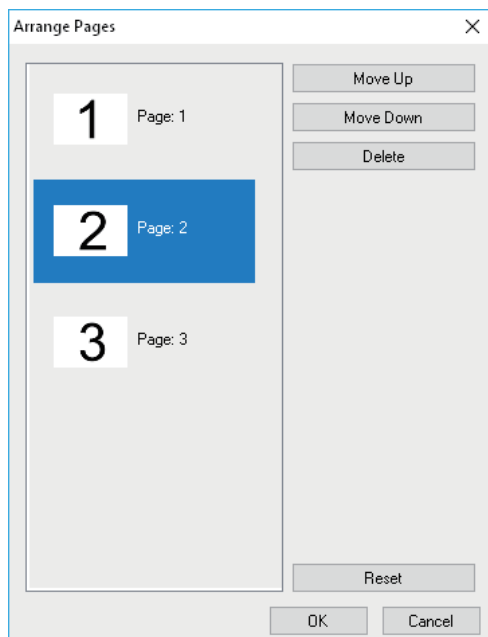 Arrange Pages
1 Page: 1
2 Page: 2
3 Page: 3
Move Up
Move Down
Delete
Reset
OK
Cancel